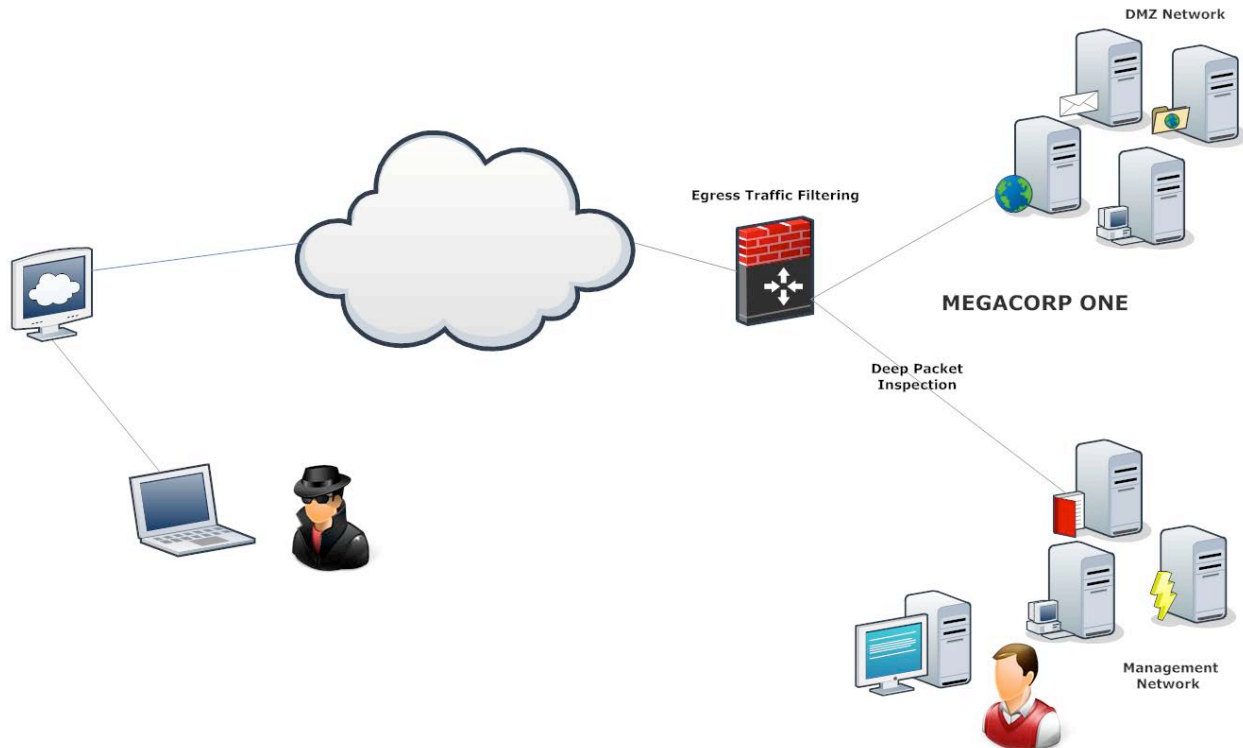 DMZ Network
Egress Traffic Filtering
MEGACORP ONE
Deep Packet
Inspection
Management
Network